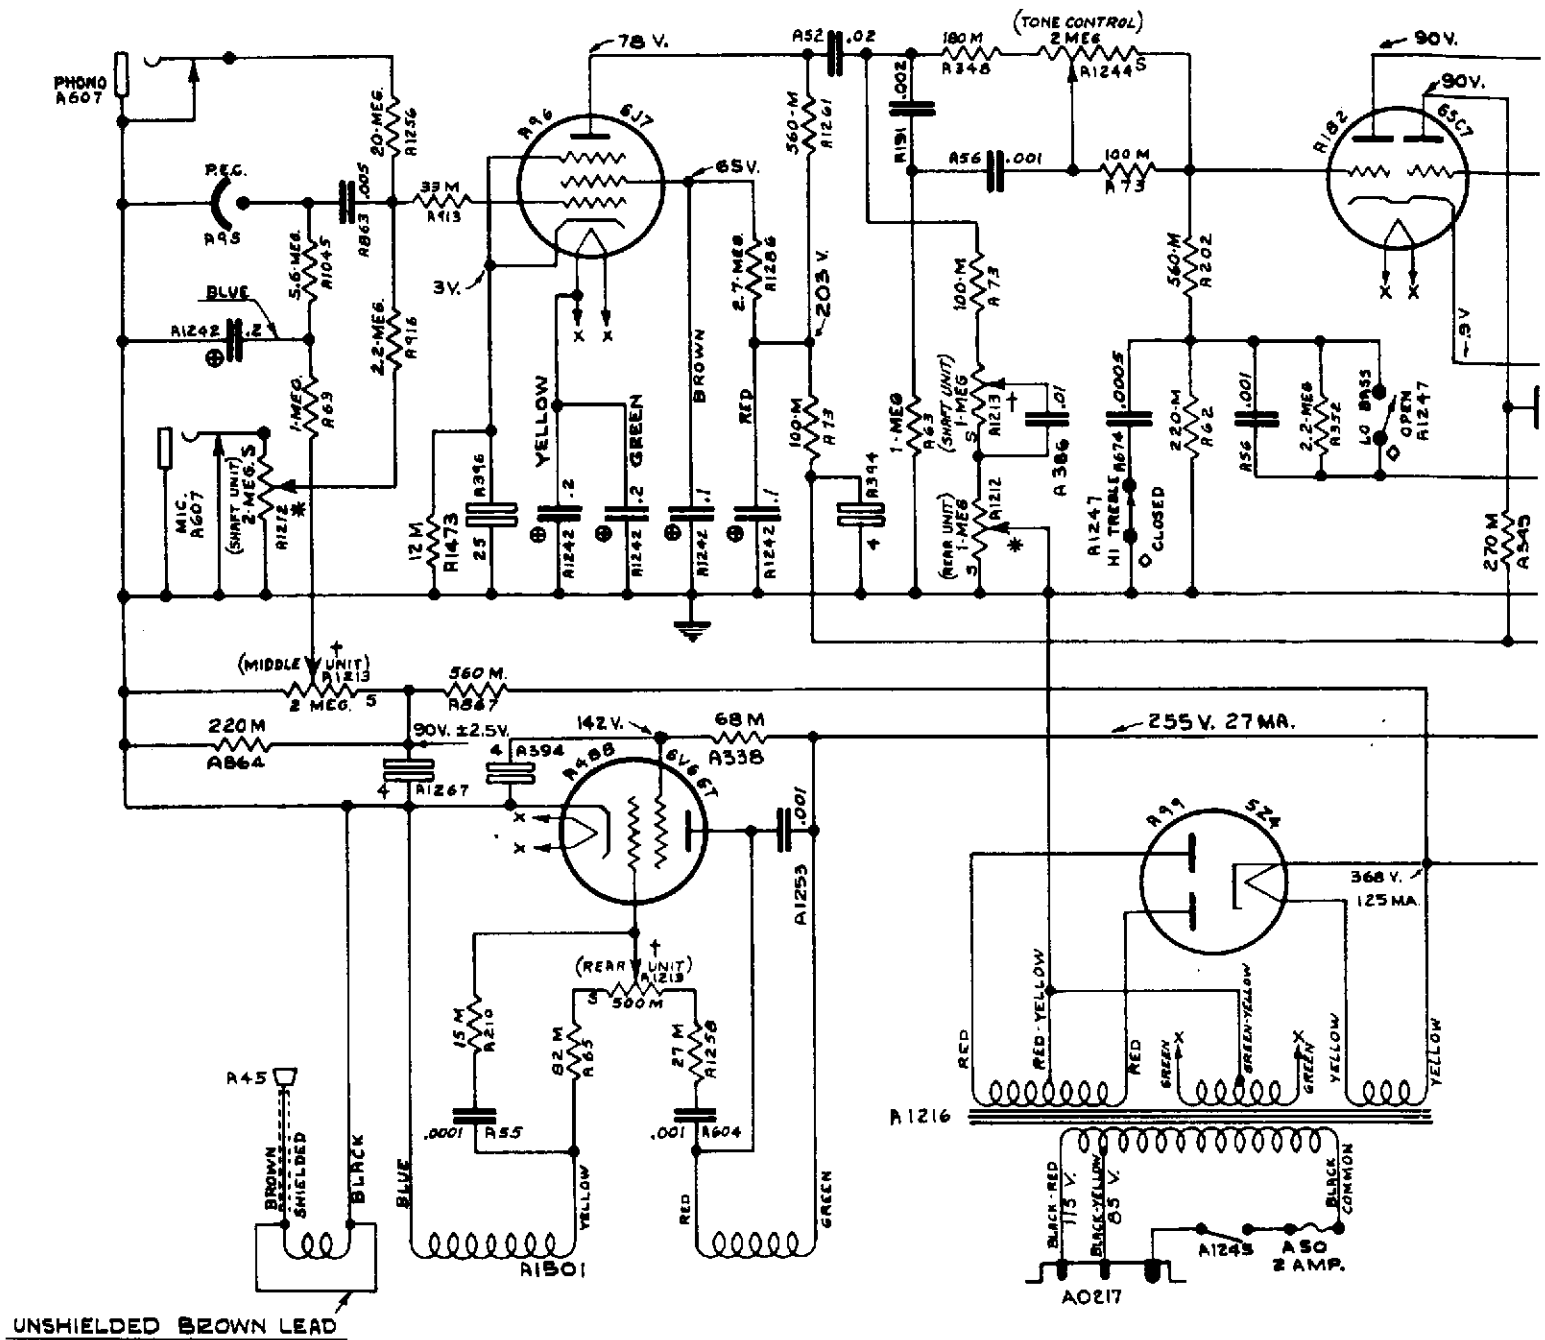 PHONO
A607
20-MEG.
A1256
P.E.C.
A95
.005
A863
33 M
A913
5.6-MEG.
A1045
BLUE
A1242 .2
2.2-MEG.
A916
1-MEG.
A69
MIC.
A607
(SHAFT UNIT)
2-MEG. S
A1212
*
78 V.
A96 6J7
65 V.
3V.
X X
YELLOW
GREEN
BROWN
RED
12 M
A1473
A396
25
.2
A1242
.2
A1242
.1
A1242
.1
A1242
2.7-MEG.
A1286
A52 .02
560-M
A1261
203 V.
100-M
A73
A394
4
.002
A191
180 M
A348
(TONE CONTROL)
2 MEG
A1244 S
A56 .001
100 M
A73
1-MEG
A63
100-M
A73
(SHAFT UNIT)
1-MEG
A1213 †
S
.01
A386
(REAR UNIT)
1-MEG
A1212
*
S
560-M
A202
.0005
A674
A1247
HI TREBLE
CLOSED
220-M
A62
.001
A56
2.2-MEG
A332
LO BASS
OPEN
A1247
90V.
90V.
A182 6SC7
X X
.9 V
270 M
A349
(MIDDLE UNIT)
†
A1213
2 MEG. S
560 M.
A867
220 M
A864
90V. ±2.5V.
4
A1267
4 A394
142 V.
68 M
A338
A488 6V6GT
X
X
.001
A1253
255 V. 27 MA.
A99 5Z4
368 V.
125 MA.
15 M
A210
.0001 A55
(REAR UNIT)
†
A1213
S 500 M
82 M
A65
27 M
A1258
.001 A604
A45
BROWN
SHIELDED
BLACK
BLUE
YELLOW
RED
GREEN
A1501
RED
RED-YELLOW
RED
GREEN
X
GREEN-YELLOW
X
GREEN
YELLOW
YELLOW
A1216
BLACK-RED
115 V.
BLACK-YELLOW
85 V.
BLACK
COMMON
A1245
A50
2 AMP.
A0217
UNSHIELDED BROWN LEAD